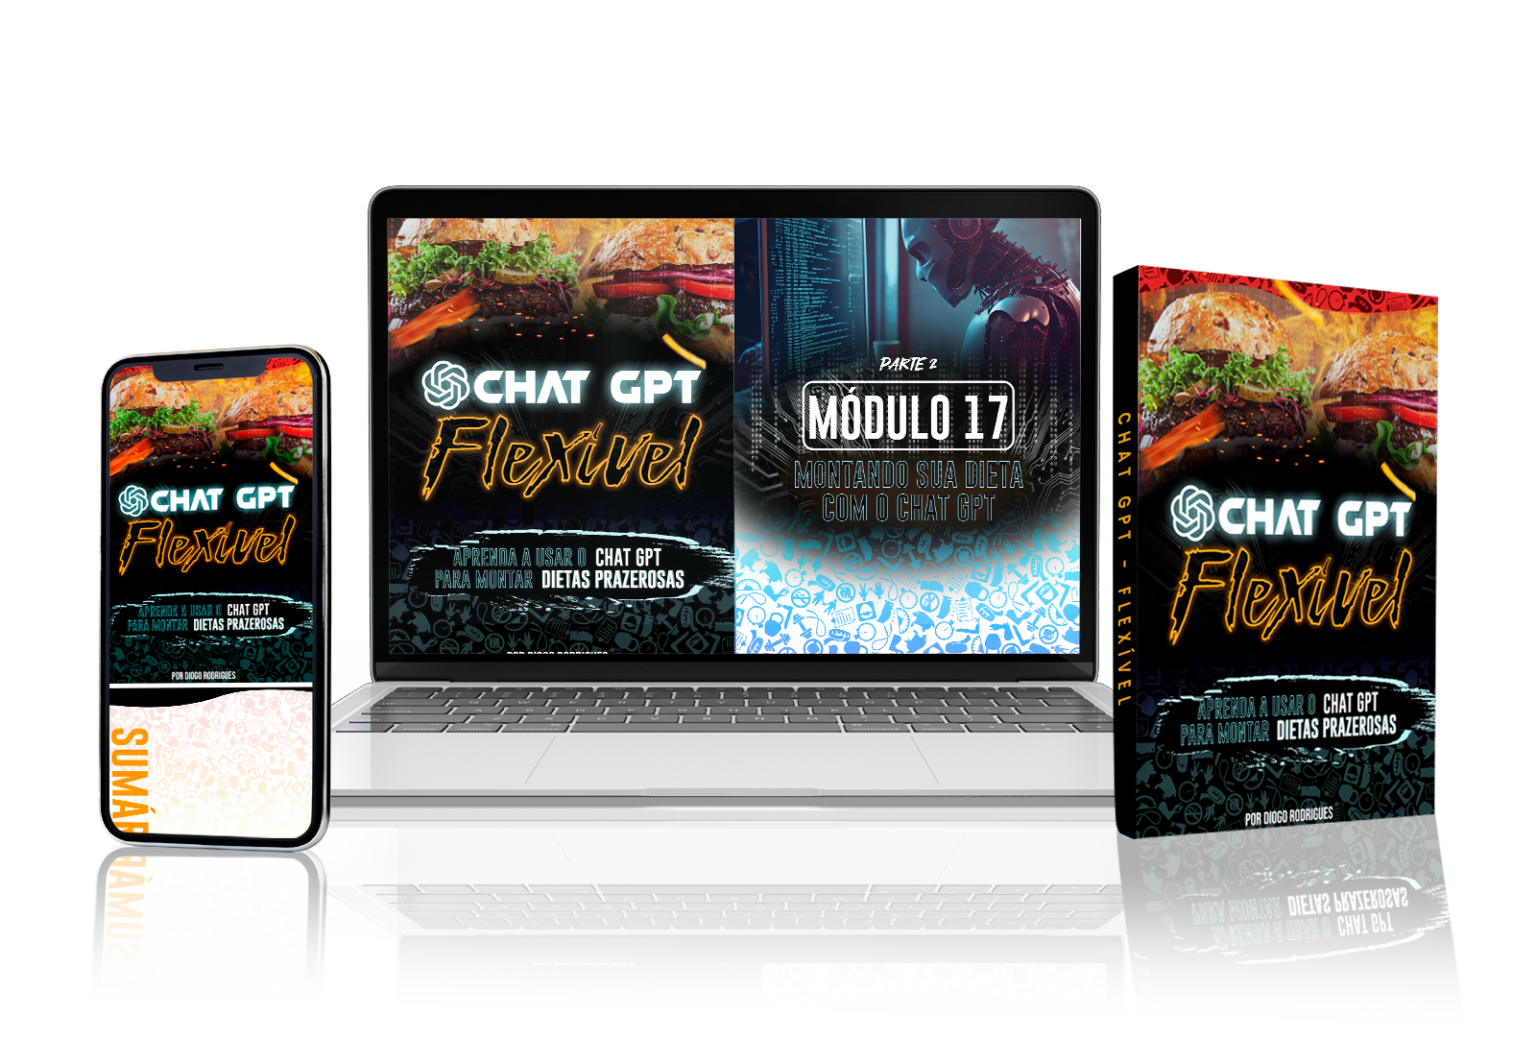 CHAT GPT
Flexível
APRENDA A USAR O CHAT GPT
PARA MONTAR DIETAS PRAZEROSAS
POR DIOGO RODRIGUES
SUMÁR
CHAT GPT
Flexível
APRENDA A USAR O CHAT GPT
PARA MONTAR DIETAS PRAZEROSAS
POR DIOGO RODRIGUES
PARTE 2
MÓDULO 17
MONTANDO SUA DIETA
COM O CHAT GPT
CHAT GPT - FLEXÍVEL
CHAT GPT
Flexível
APRENDA A USAR O CHAT GPT
PARA MONTAR DIETAS PRAZEROSAS
POR DIOGO RODRIGUES